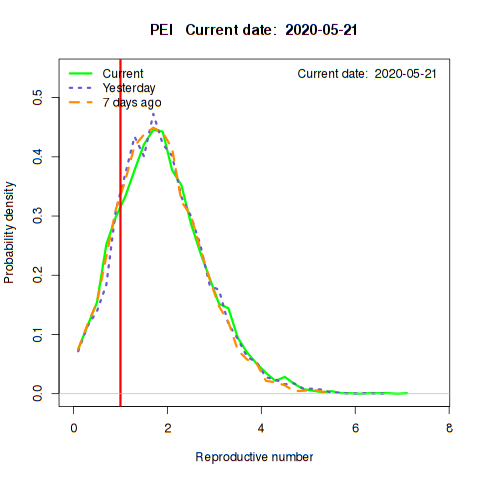 PEI   Current date:  2020-05-21
Current
Yesterday
7 days ago
Current date:  2020-05-21
Probability density
0.5
0.4
0.3
0.2
0.1
0.0
0 2 4 6 8
Reproductive number